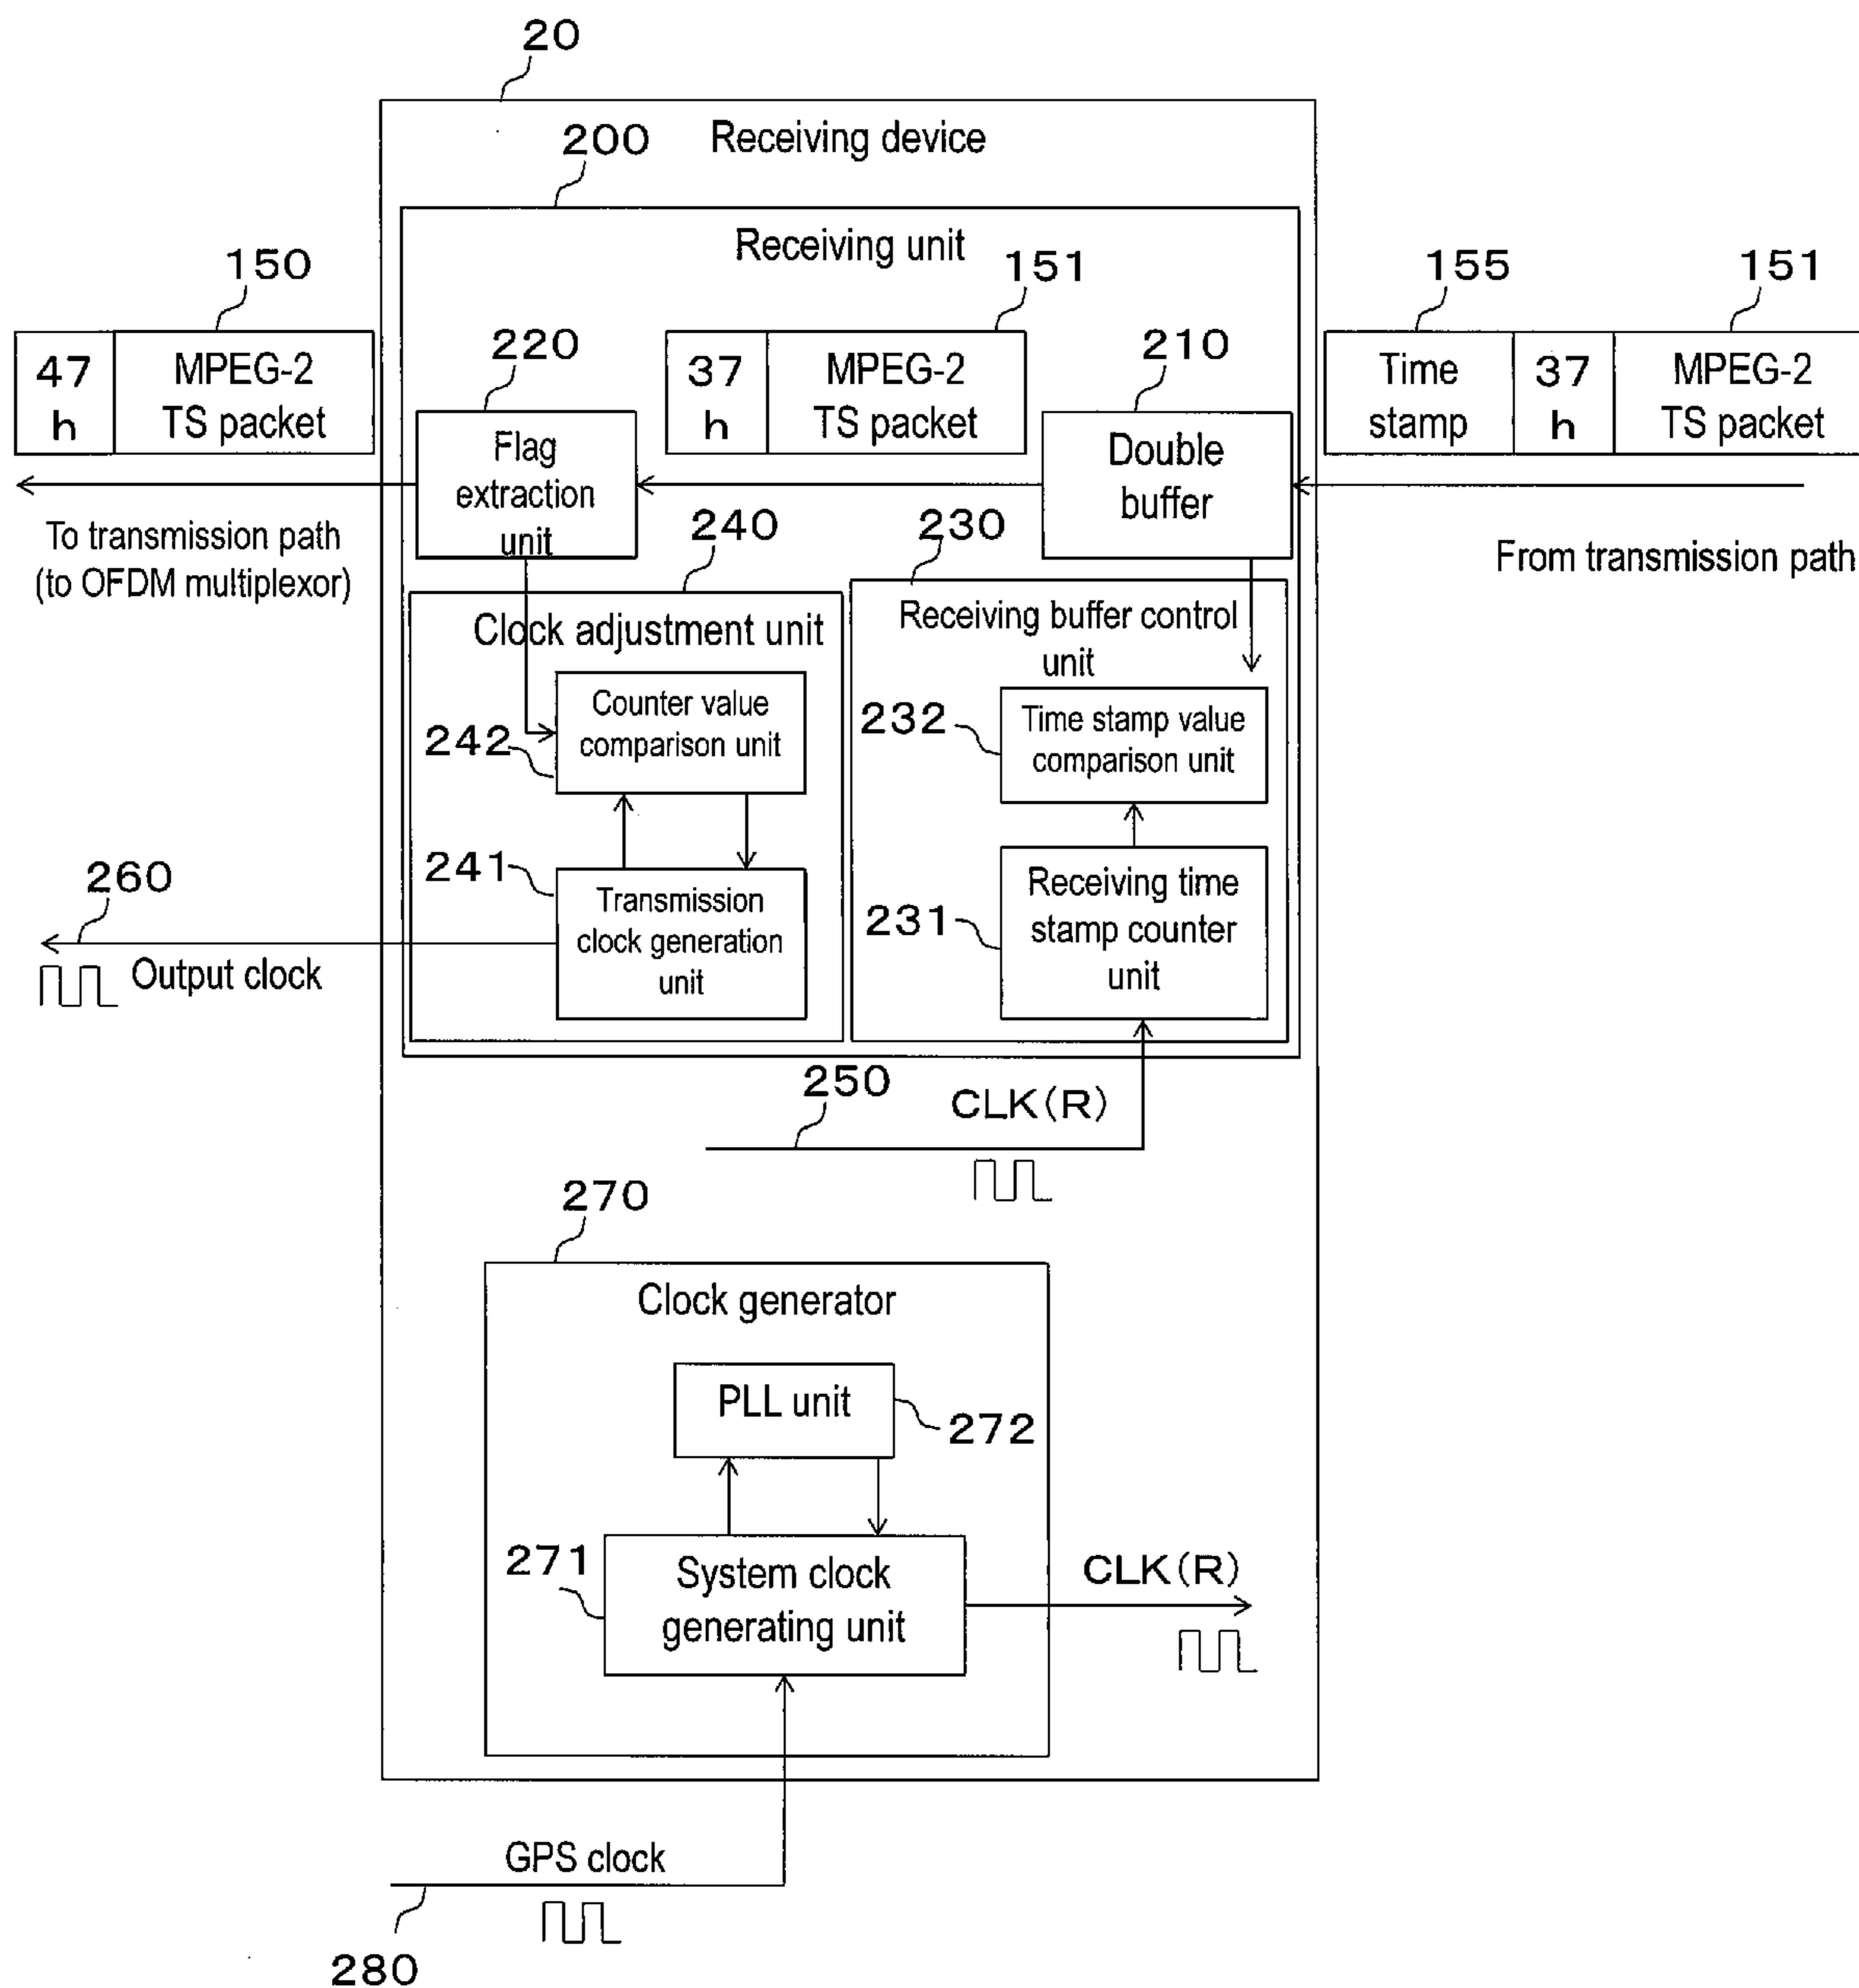 20
Receiving device
200
Receiving unit
150
151
155
151
47
h
MPEG-2
TS packet
220
37
h
MPEG-2
TS packet
210
Time
stamp
37
h
MPEG-2
TS packet
Flag
extraction
unit
Double
buffer
To transmission path
(to OFDM multiplexor)
240
230
From transmission path
Clock adjustment unit
Receiving buffer control
unit
242
Counter value
comparison unit
232
Time stamp value
comparison unit
241
Transmission
clock generation
unit
231
Receiving time
stamp counter
unit
260
Output clock
250
CLK(R)
270
Clock generator
PLL unit
272
271
System clock
generating unit
CLK(R)
GPS clock
280